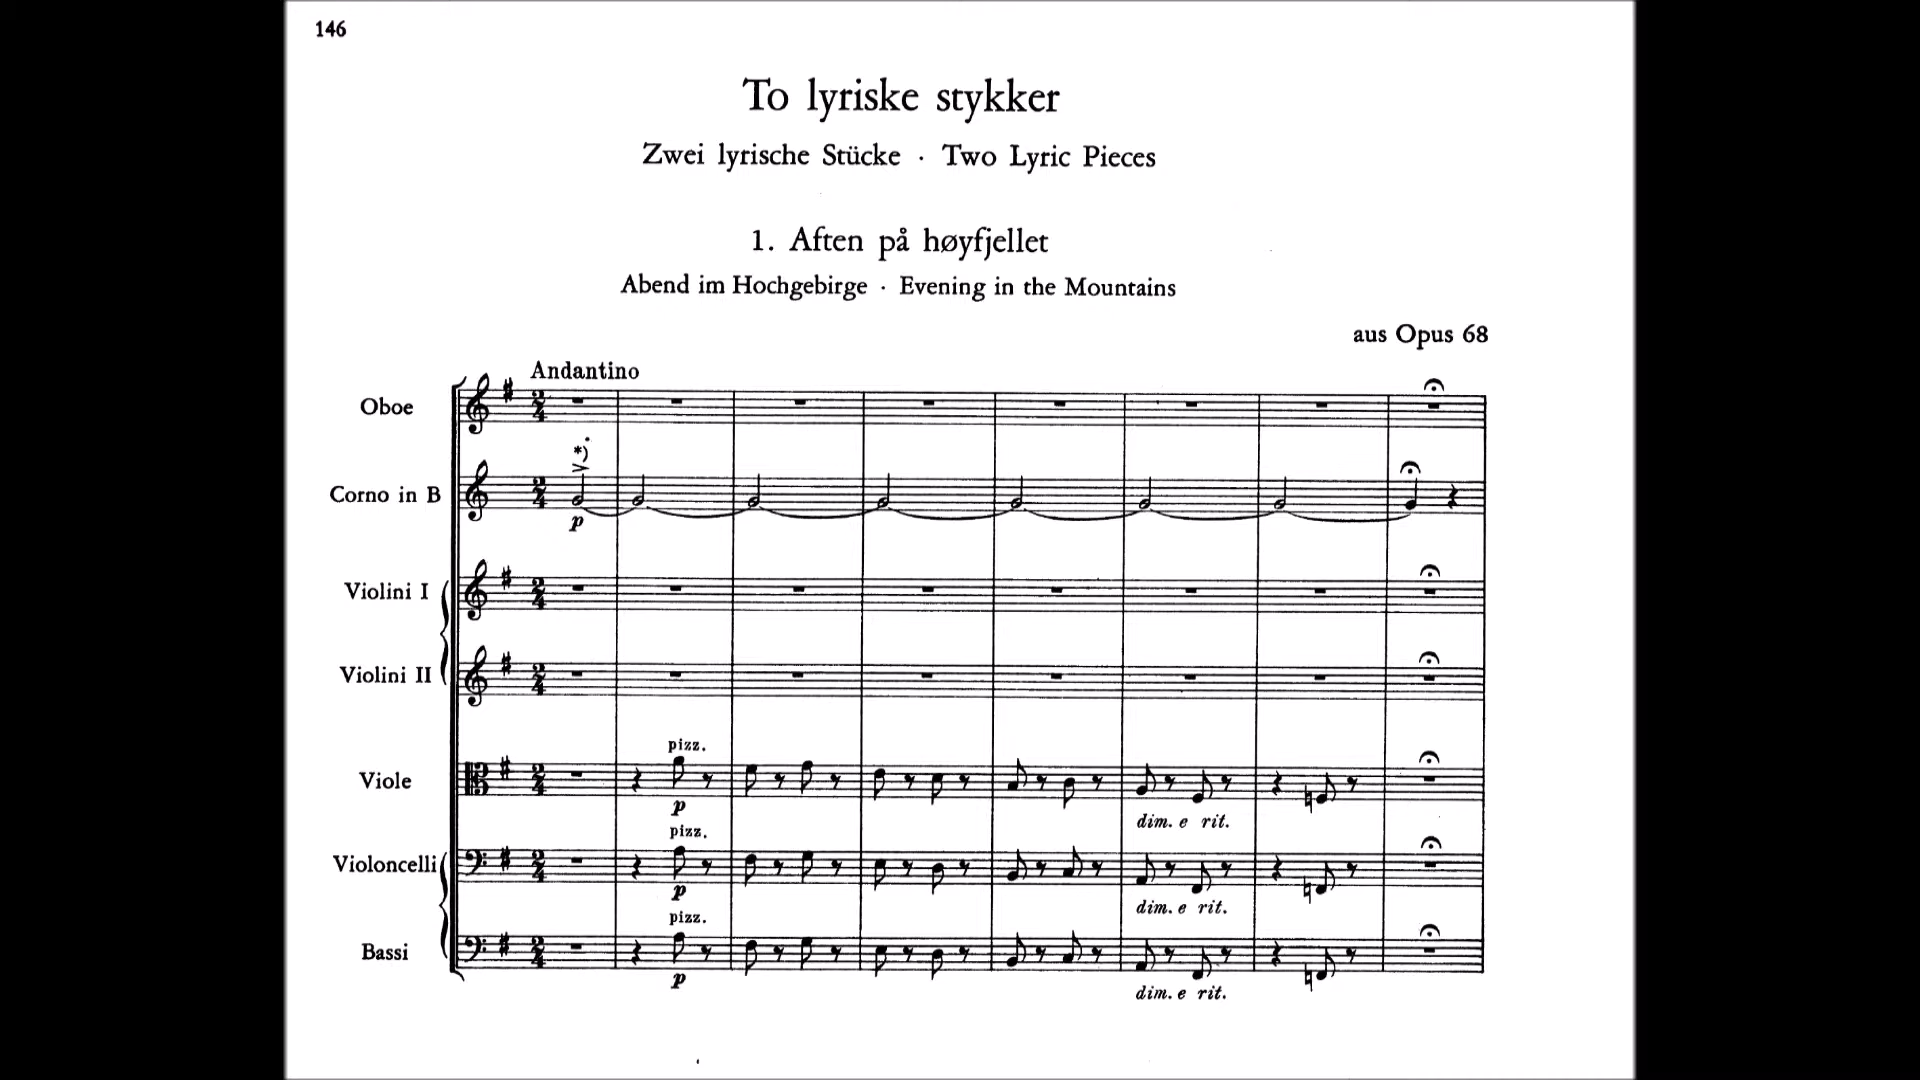 146
To lyriske stykker
Zwei lyrische Stücke · Two Lyric Pieces
1. Aften på høyfjellet
Abend im Hochgebirge · Evening in the Mountains
aus Opus 68
Andantino
Oboe
*)
Corno in B
p
Violini I
Violini II
pizz.
Viole
p
dim. e rit.
pizz.
Violoncelli
p
dim. e rit.
pizz.
Bassi
p
dim. e rit.